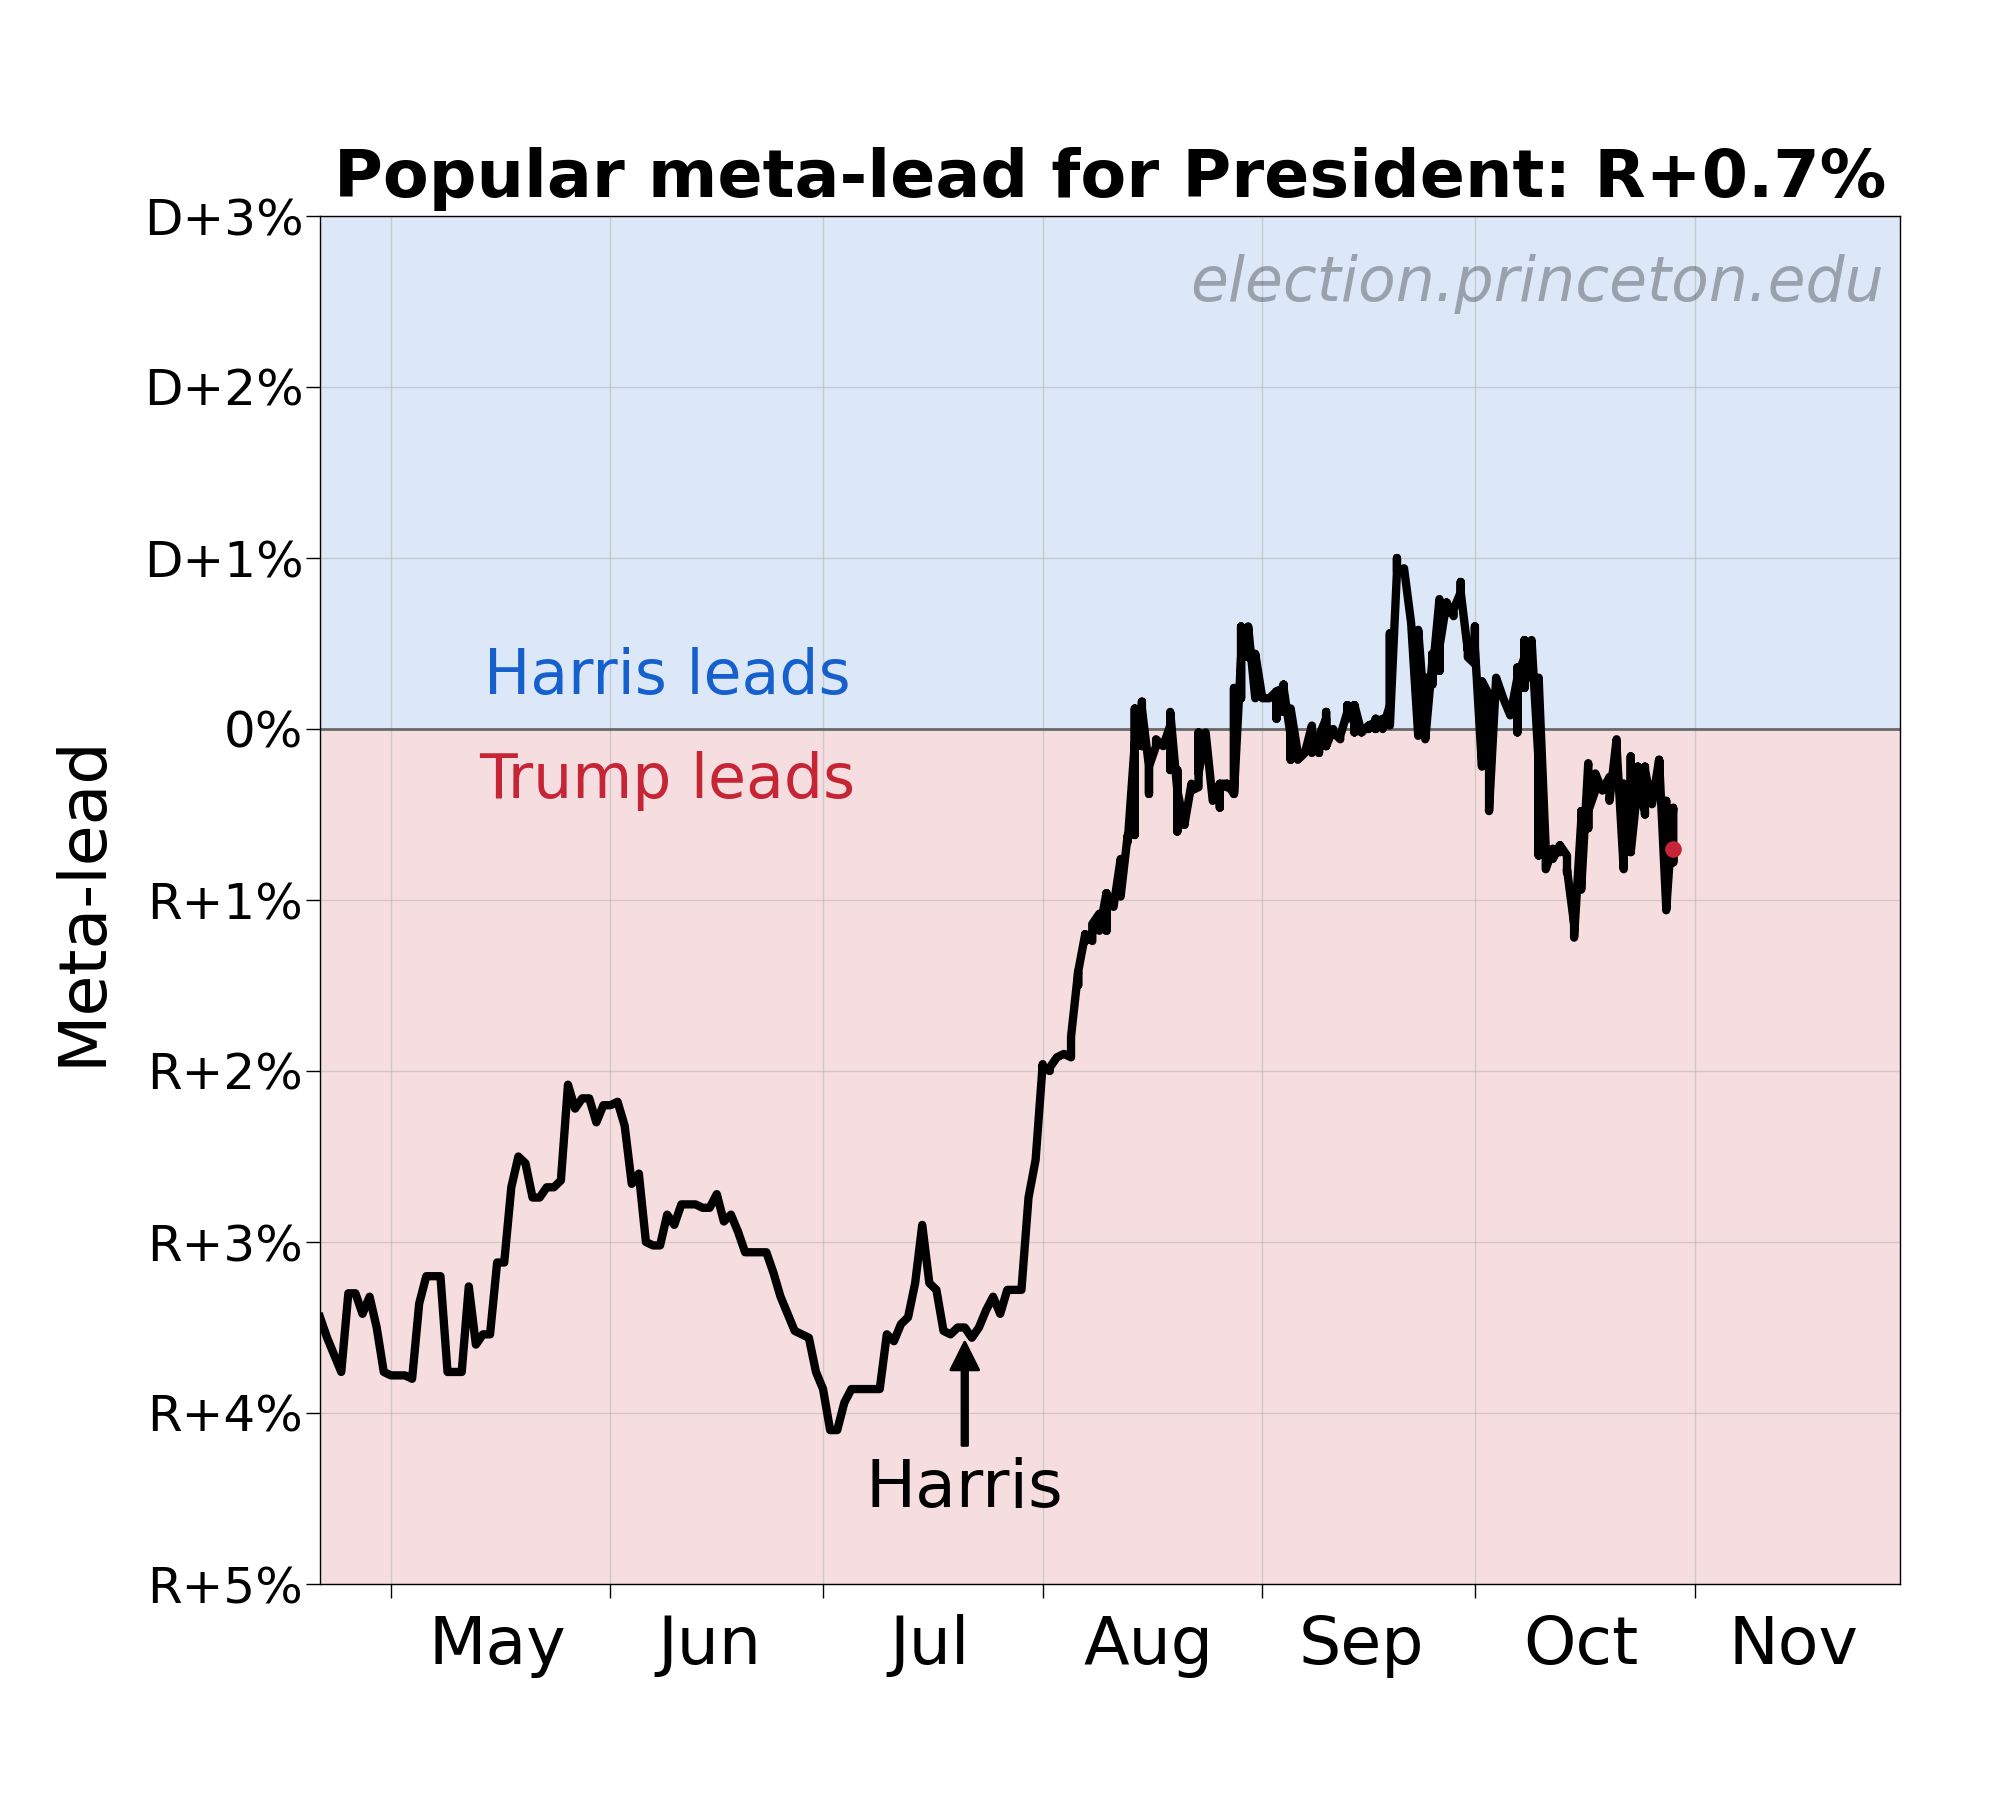 Popular meta-lead for President: R+0.7%
D+3%
election.princeton.edu
D+2%
D+1%
Harris leads
0%
Trump leads
Meta-lead
R+1%
R+2%
R+3%
R+4%
Harris
R+5%
May Jun Jul Aug Sep Oct Nov